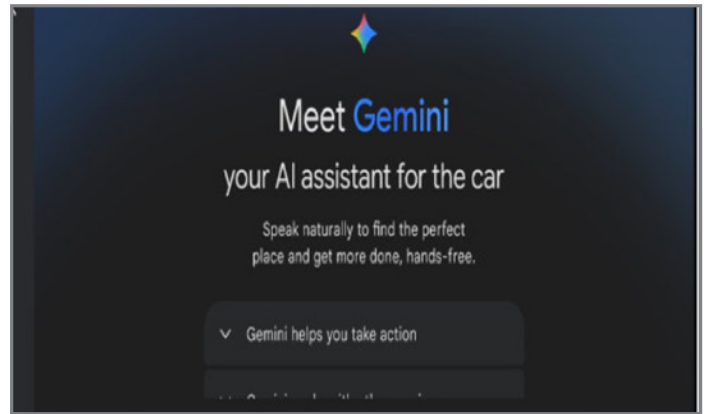 Meet Gemini
your AI assistant for the car
Speak naturally to find the perfect
place and get more done, hands-free.
Gemini helps you take action